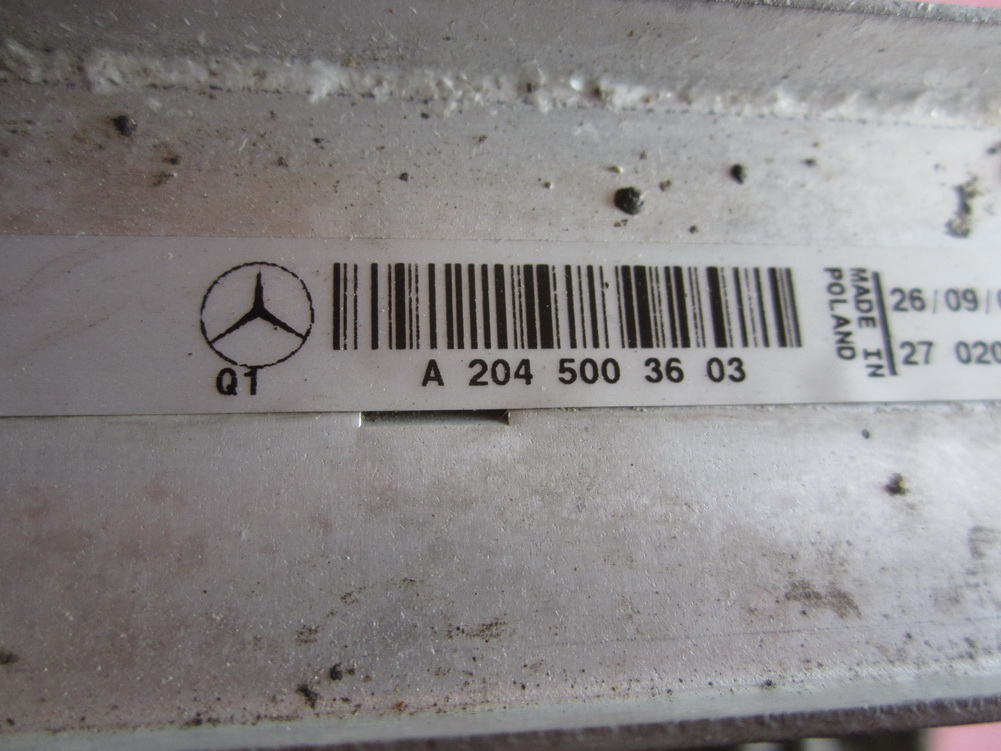 Q1
A 204 500 36 03
MADE IN
POLAND
26/09/
27 020